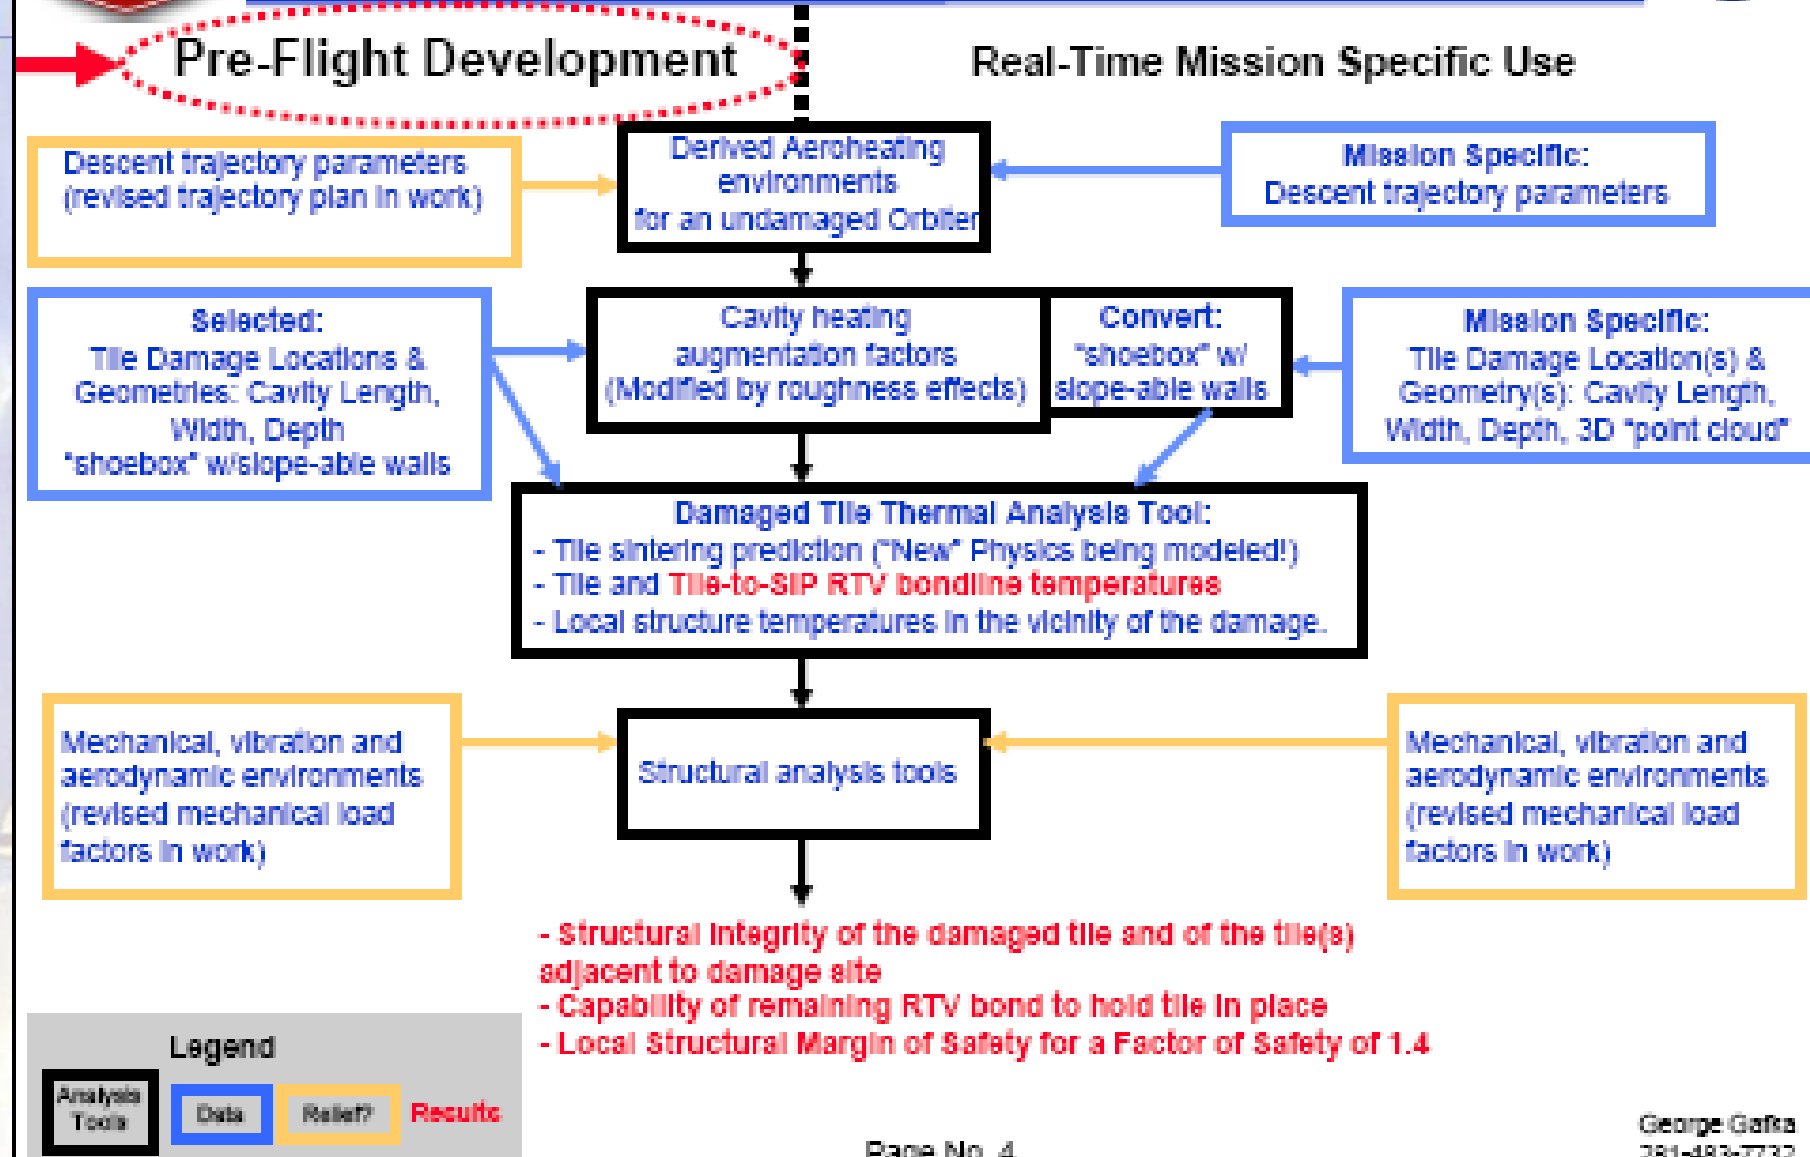 Pre-Flight Development
Real-Time Mission Specific Use
Descent trajectory parameters
(revised trajectory plan in work)
Derived Aeroheating
environments
for an undamaged Orbiter
Mission Specific:
Descent trajectory parameters
Selected:
Tile Damage Locations &
Geometries: Cavity Length,
Width, Depth
"shoebox" w/slope-able walls
Cavity heating
augmentation factors
(Modified by roughness effects)
Convert:
"shoebox" w/
slope-able walls
Mission Specific:
Tile Damage Location(s) &
Geometry(s): Cavity Length,
Width, Depth, 3D "point cloud"
Damaged Tile Thermal Analysis Tool:
- Tile sintering prediction ("New" Physics being modeled!)
- Tile and Tile-to-SIP RTV bondline temperatures
- Local structure temperatures in the vicinity of the damage.
Mechanical, vibration and
aerodynamic environments
(revised mechanical load
factors in work)
Structural analysis tools
Mechanical, vibration and
aerodynamic environments
(revised mechanical load
factors in work)
- Structural Integrity of the damaged tile and of the tile(s)
adjacent to damage site
- Capability of remaining RTV bond to hold tile in place
- Local Structural Margin of Safety for a Factor of Safety of 1.4
Legend
Analysis
Tools
Data
Relief?
Results
Page No. 4
George Gafka
281-483-7732